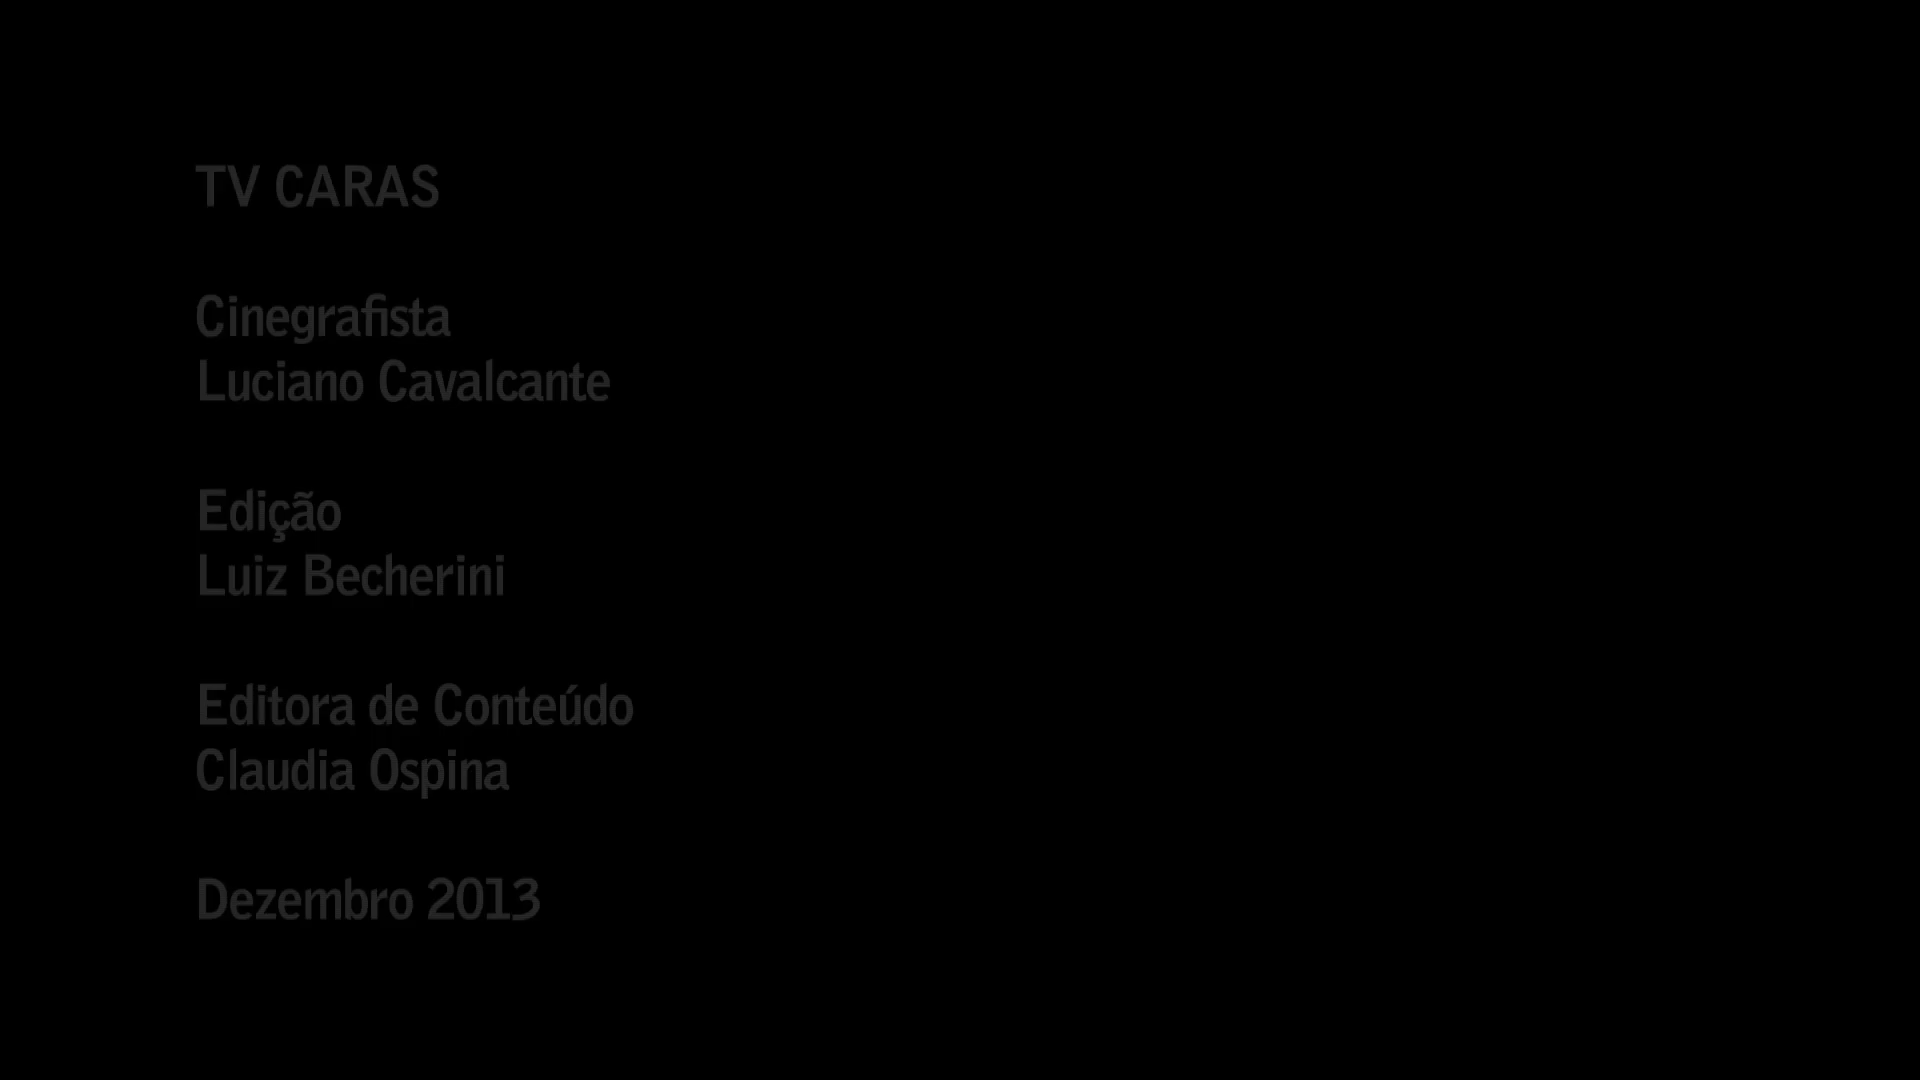 TV CARAS
Cinegrafista
Luciano Cavalcante
Edição
Luiz Becherini
Editora de Conteúdo
Claudia Ospina
Dezembro 2013